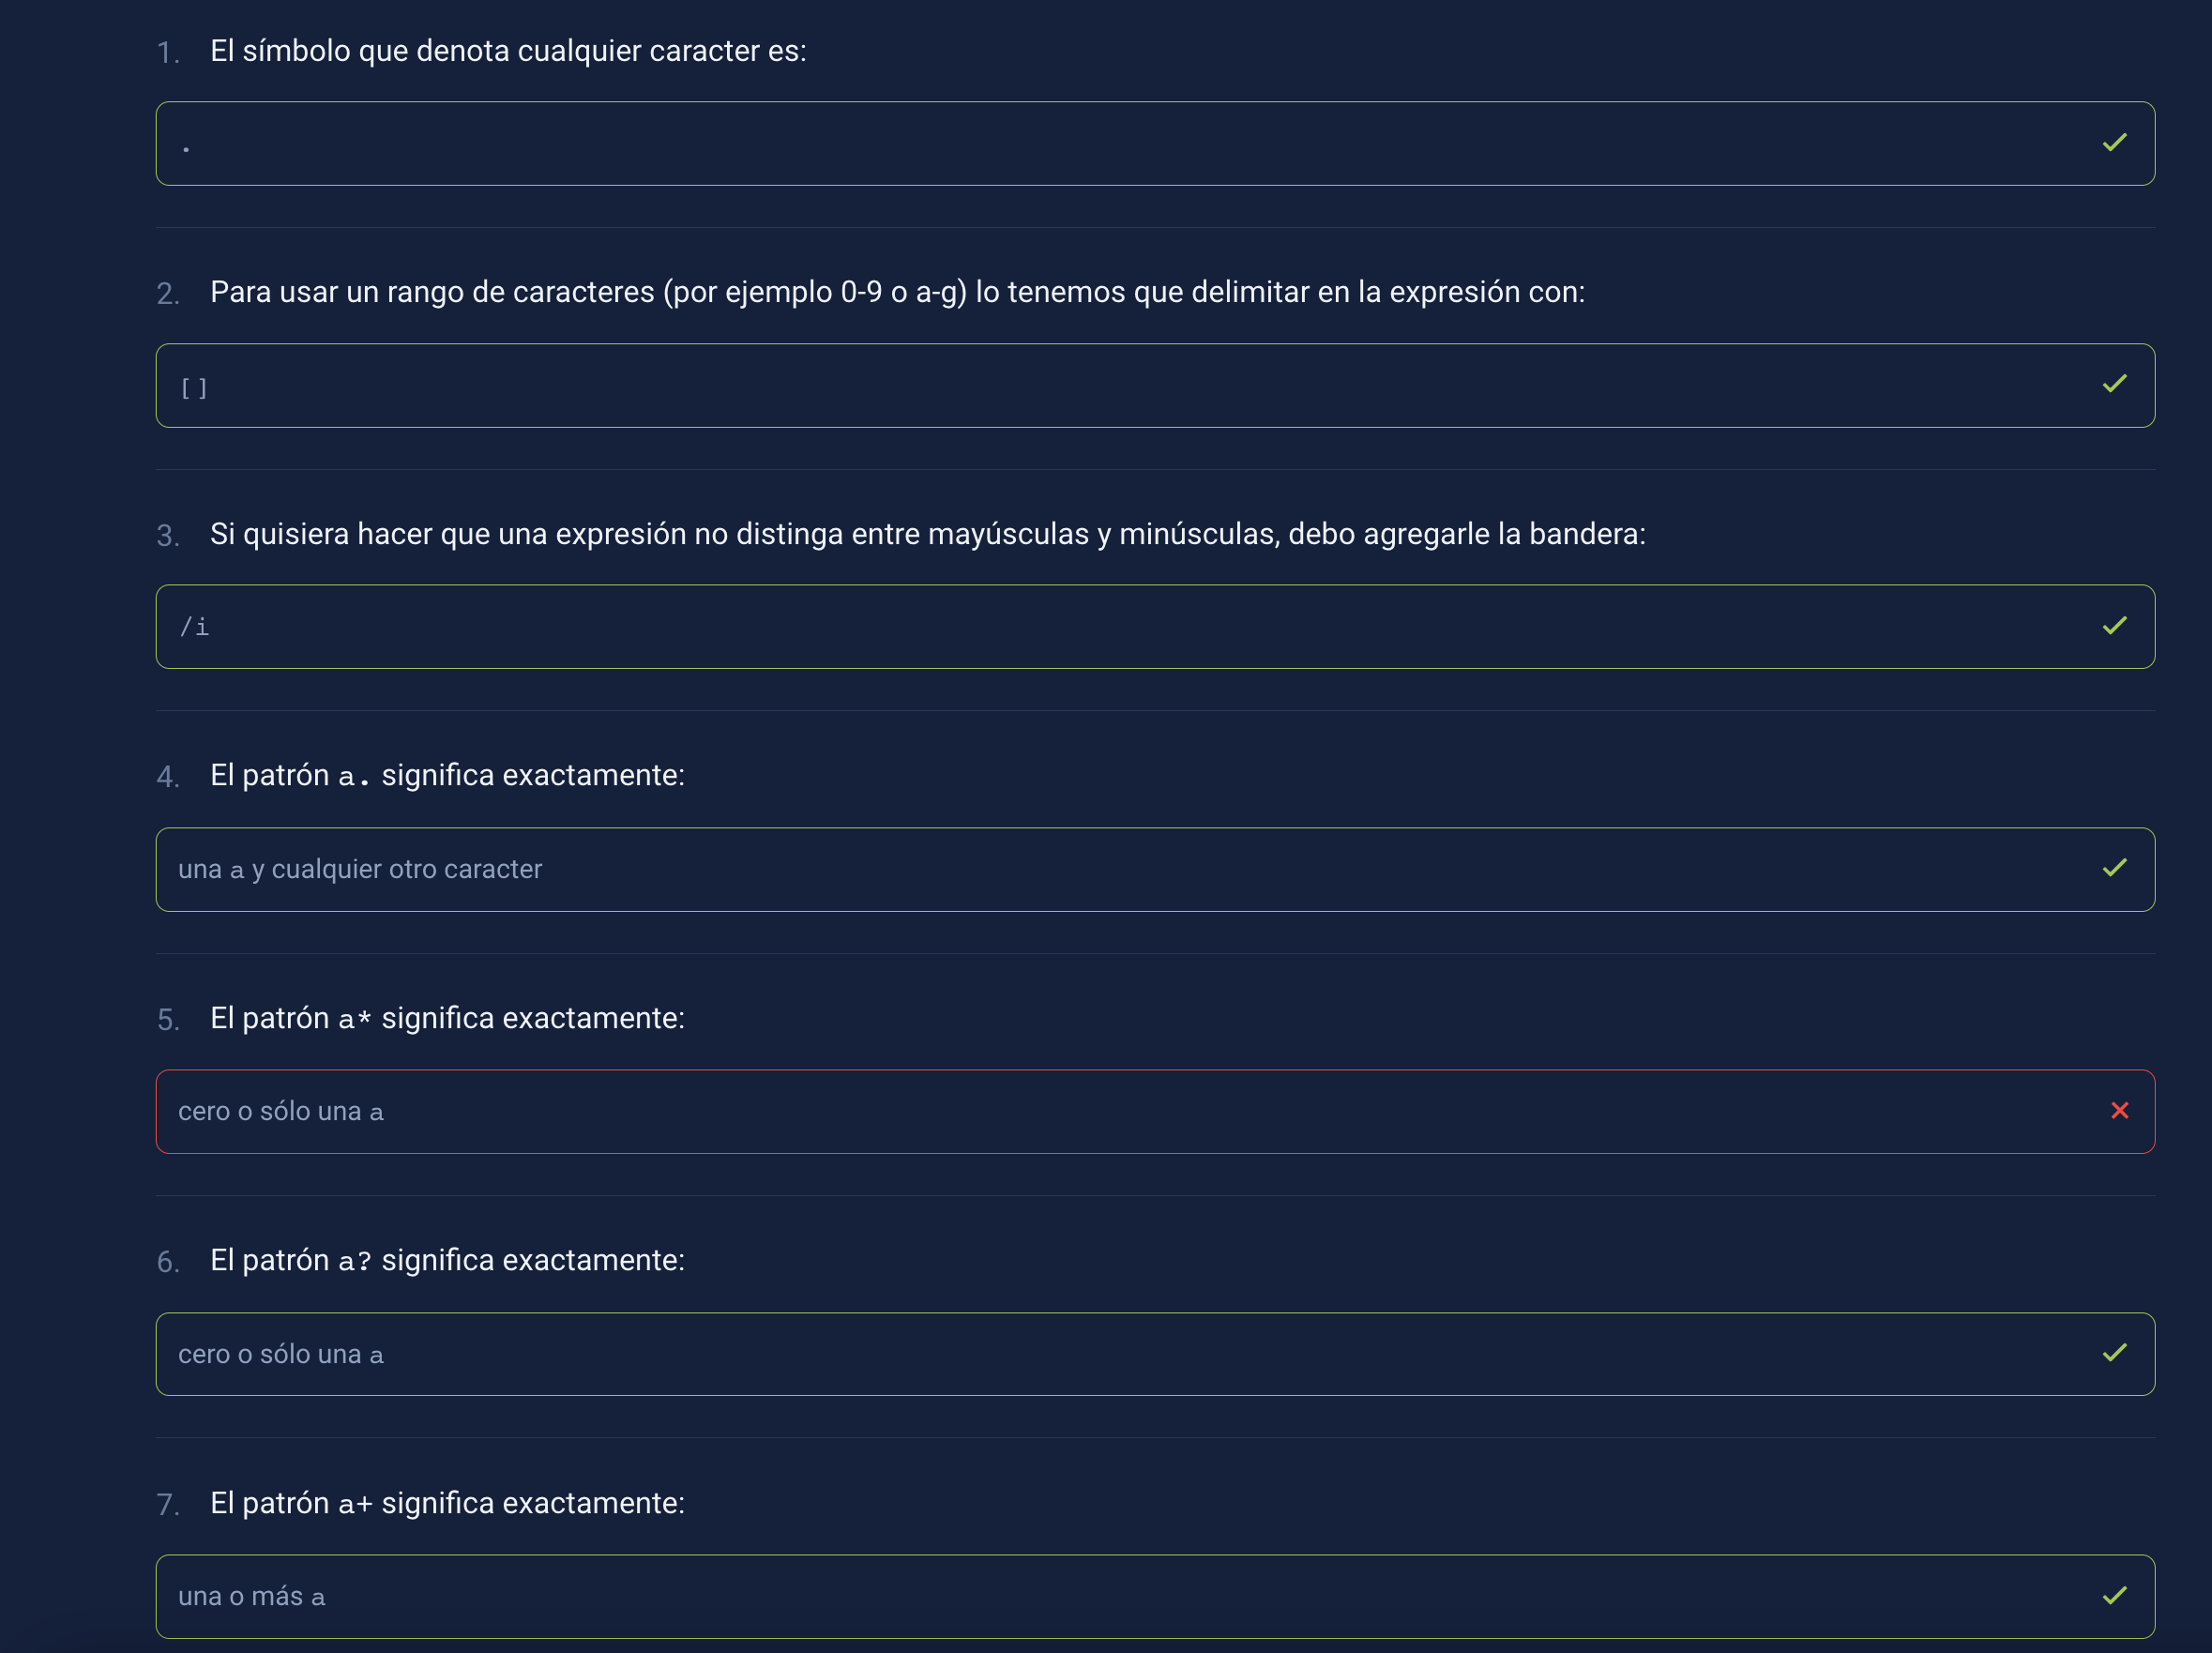 1. El símbolo que denota cualquier caracter es:
.
2. Para usar un rango de caracteres (por ejemplo 0-9 o a-g) lo tenemos que delimitar en la expresión con:
[]
3. Si quisiera hacer que una expresión no distinga entre mayúsculas y minúsculas, debo agregarle la bandera:
/i
4. El patrón a. significa exactamente:
una a y cualquier otro caracter
5. El patrón a* significa exactamente:
cero o sólo una a
6. El patrón a? significa exactamente:
cero o sólo una a
7. El patrón a+ significa exactamente:
una o más a